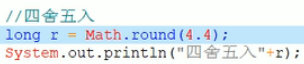 //四舍五入
long r = Math.round(4.4);
System.out.println("四舍五入"+r);